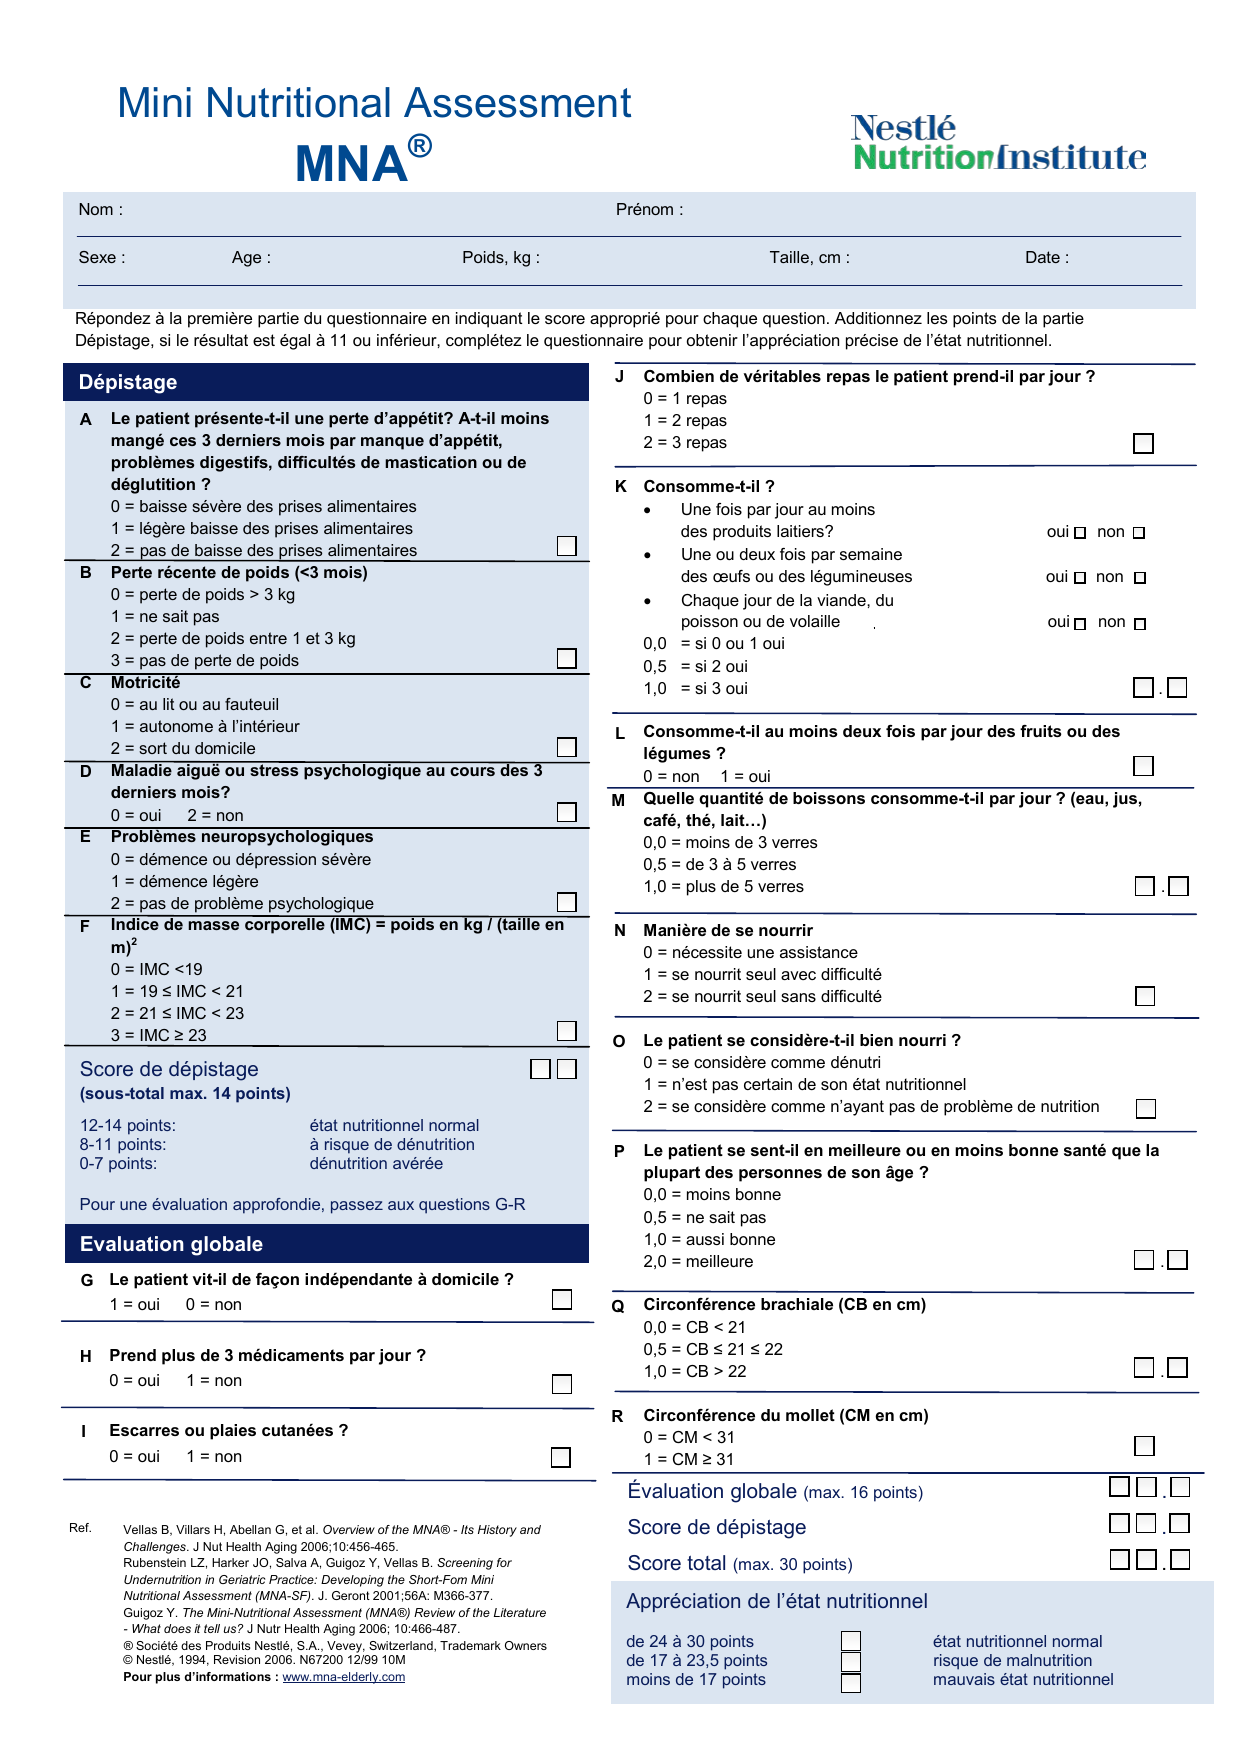 Mini Nutritional Assessment
MNA®
Nestlé
NutritionInstitute
Nom :
Prénom :
Sexe :
Age :
Poids, kg :
Taille, cm :
Date :
Répondez à la première partie du questionnaire en indiquant le score approprié pour chaque question. Additionnez les points de la partie
Dépistage, si le résultat est égal à 11 ou inférieur, complétez le questionnaire pour obtenir l’appréciation précise de l’état nutritionnel.
Dépistage
A Le patient présente-t-il une perte d’appétit? A-t-il moins
mangé ces 3 derniers mois par manque d’appétit,
problèmes digestifs, difficultés de mastication ou de
déglutition ?
0 = baisse sévère des prises alimentaires
1 = légère baisse des prises alimentaires
2 = pas de baisse des prises alimentaires
B Perte récente de poids (<3 mois)
0 = perte de poids > 3 kg
1 = ne sait pas
2 = perte de poids entre 1 et 3 kg
3 = pas de perte de poids
C Motricité
0 = au lit ou au fauteuil
1 = autonome à l’intérieur
2 = sort du domicile
D Maladie aiguë ou stress psychologique au cours des 3
derniers mois?
0 = oui 2 = non
E Problèmes neuropsychologiques
0 = démence ou dépression sévère
1 = démence légère
2 = pas de problème psychologique
F Indice de masse corporelle (IMC) = poids en kg / (taille en
m)²
0 = IMC <19
1 = 19 ≤ IMC < 21
2 = 21 ≤ IMC < 23
3 = IMC ≥ 23
Score de dépistage
(sous-total max. 14 points)
12-14 points: état nutritionnel normal
8-11 points: à risque de dénutrition
0-7 points: dénutrition avérée
Pour une évaluation approfondie, passez aux questions G-R
Evaluation globale
G Le patient vit-il de façon indépendante à domicile ?
1 = oui 0 = non
H Prend plus de 3 médicaments par jour ?
0 = oui 1 = non
I Escarres ou plaies cutanées ?
0 = oui 1 = non
Ref. Vellas B, Villars H, Abellan G, et al. Overview of the MNA® - Its History and
Challenges. J Nut Health Aging 2006;10:456-465.
Rubenstein LZ, Harker JO, Salva A, Guigoz Y, Vellas B. Screening for
Undernutrition in Geriatric Practice: Developing the Short-Fom Mini
Nutritional Assessment (MNA-SF). J. Geront 2001;56A: M366-377.
Guigoz Y. The Mini-Nutritional Assessment (MNA®) Review of the Literature
- What does it tell us? J Nutr Health Aging 2006; 10:466-487.
® Société des Produits Nestlé, S.A., Vevey, Switzerland, Trademark Owners
© Nestlé, 1994, Revision 2006. N67200 12/99 10M
Pour plus d’informations : www.mna-elderly.com
J Combien de véritables repas le patient prend-il par jour ?
0 = 1 repas
1 = 2 repas
2 = 3 repas
K Consomme-t-il ?
• Une fois par jour au moins
des produits laitiers? oui non
• Une ou deux fois par semaine
des œufs ou des légumineuses oui non
• Chaque jour de la viande, du
poisson ou de volaille . oui non
0,0 = si 0 ou 1 oui
0,5 = si 2 oui
1,0 = si 3 oui .
L Consomme-t-il au moins deux fois par jour des fruits ou des
légumes ?
0 = non 1 = oui
M Quelle quantité de boissons consomme-t-il par jour ? (eau, jus,
café, thé, lait…)
0,0 = moins de 3 verres
0,5 = de 3 à 5 verres
1,0 = plus de 5 verres .
N Manière de se nourrir
0 = nécessite une assistance
1 = se nourrit seul avec difficulté
2 = se nourrit seul sans difficulté
O Le patient se considère-t-il bien nourri ?
0 = se considère comme dénutri
1 = n’est pas certain de son état nutritionnel
2 = se considère comme n’ayant pas de problème de nutrition
P Le patient se sent-il en meilleure ou en moins bonne santé que la
plupart des personnes de son âge ?
0,0 = moins bonne
0,5 = ne sait pas
1,0 = aussi bonne
2,0 = meilleure .
Q Circonférence brachiale (CB en cm)
0,0 = CB < 21
0,5 = CB ≤ 21 ≤ 22
1,0 = CB > 22 .
R Circonférence du mollet (CM en cm)
0 = CM < 31
1 = CM ≥ 31
Évaluation globale (max. 16 points) .
Score de dépistage .
Score total (max. 30 points) .
Appréciation de l’état nutritionnel
de 24 à 30 points état nutritionnel normal
de 17 à 23,5 points risque de malnutrition
moins de 17 points mauvais état nutritionnel